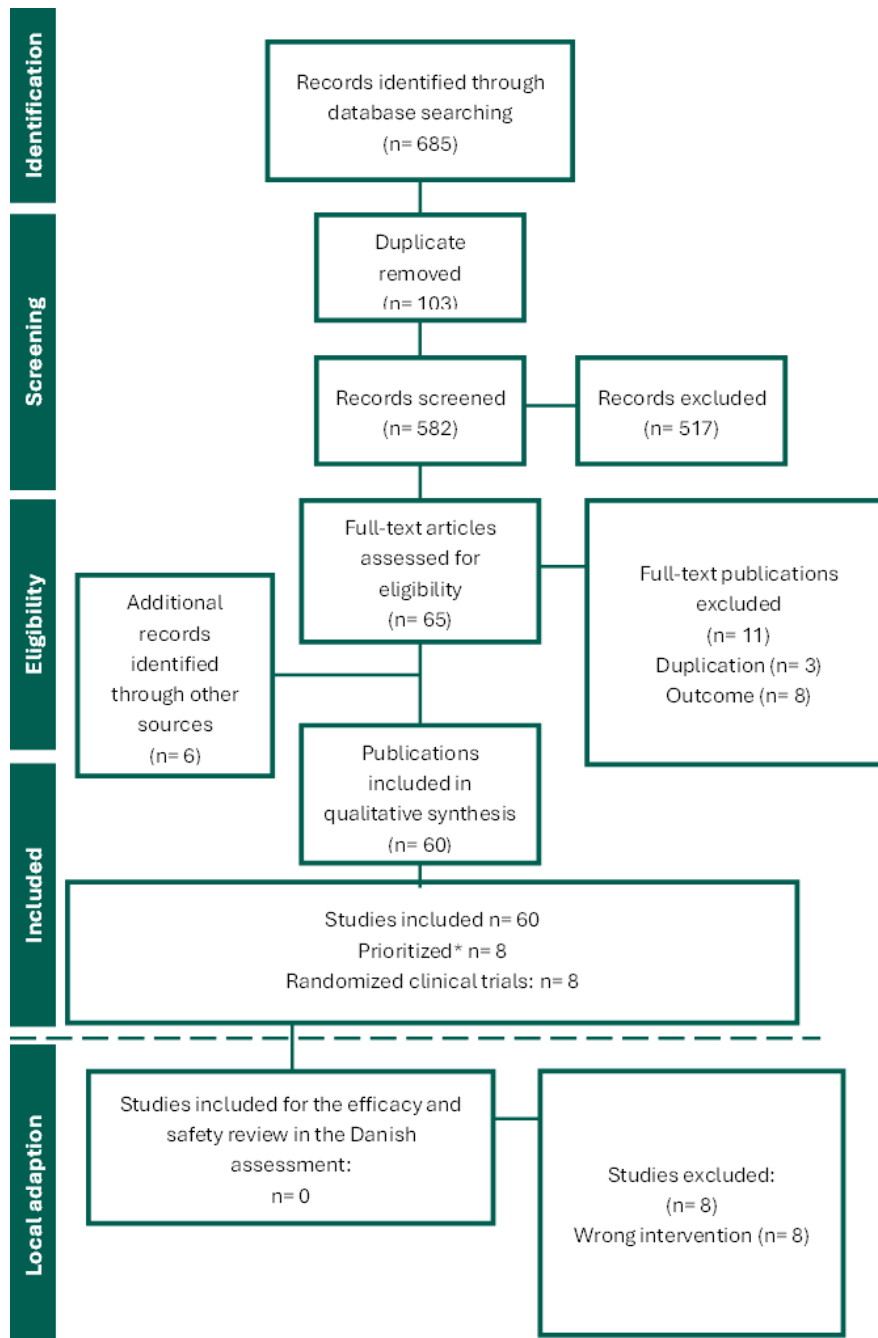 Identification
Records identified through
database searching
(n= 685)
Screening
Duplicate
removed
(n= 103)
Records screened
(n= 582)
Records excluded
(n= 517)
Eligibility
Full-text articles
assessed for
eligibility
(n= 65)
Full-text publications
excluded
(n= 11)
Duplication (n= 3)
Outcome (n= 8)
Additional
records
identified
through other
sources
(n= 6)
Publications
included in
qualitative synthesis
(n= 60)
Included
Studies included n= 60
Prioritized* n= 8
Randomized clinical trials: n= 8
Local adaption
Studies included for the efficacy and
safety review in the Danish
assessment:
n= 0
Studies excluded:
(n= 8)
Wrong intervention (n= 8)